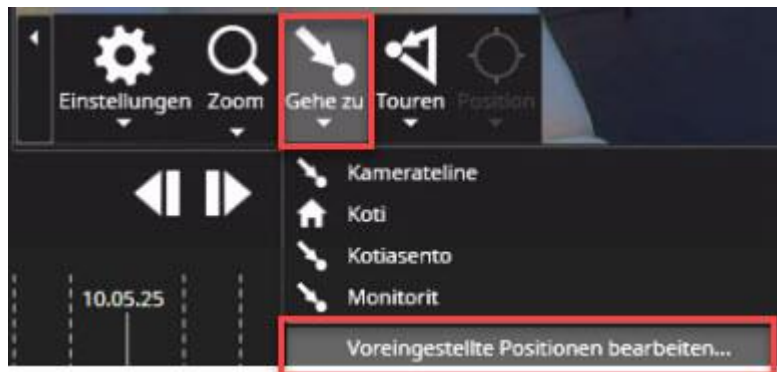 Einstellungen Zoom Gehe zu Touren Position
Kamerateline
Koti
Kotiasento
10.05.25 Monitorit
Voreingestellte Positionen bearbeiten...